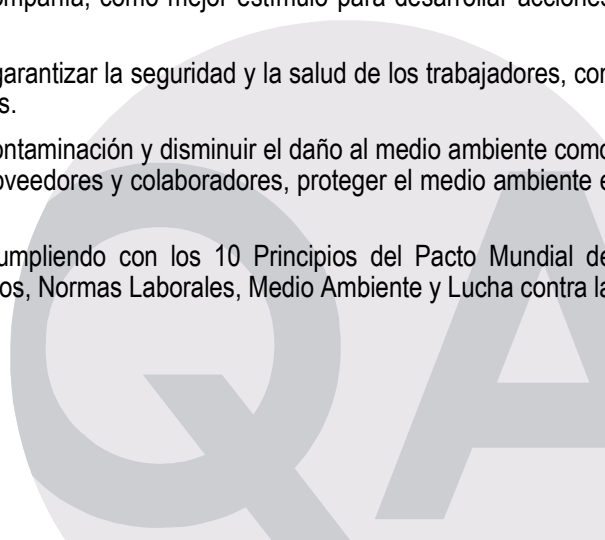 compañía, como mejor estímulo para desarrollar acciones
garantizar la seguridad y la salud de los trabajadores, con
s.
ontaminación y disminuir el daño al medio ambiente como
oveedores y colaboradores, proteger el medio ambiente e
umpliendo con los 10 Principios del Pacto Mundial de
os, Normas Laborales, Medio Ambiente y Lucha contra la
QA